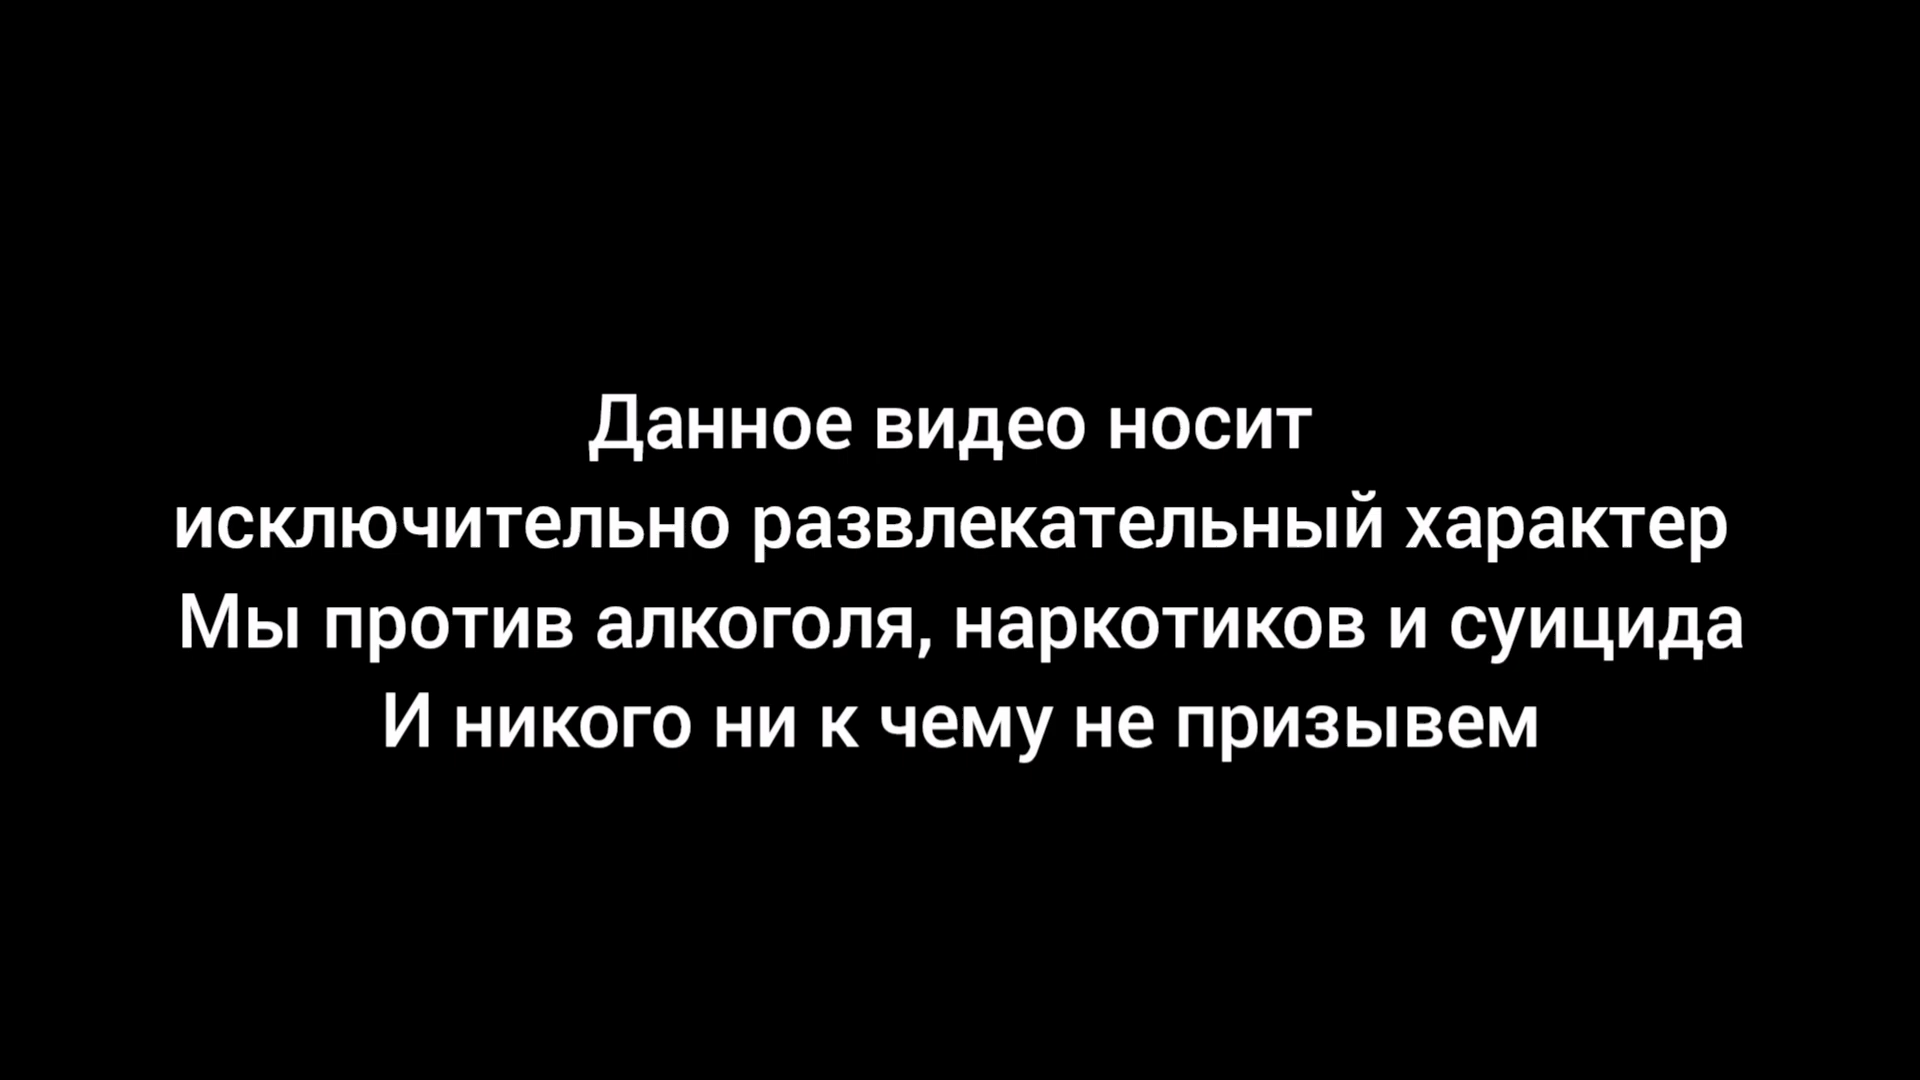 Данное видео носит
исключительно развлекательный характер
Мы против алкоголя, наркотиков и суицида
И никого ни к чему не призывем